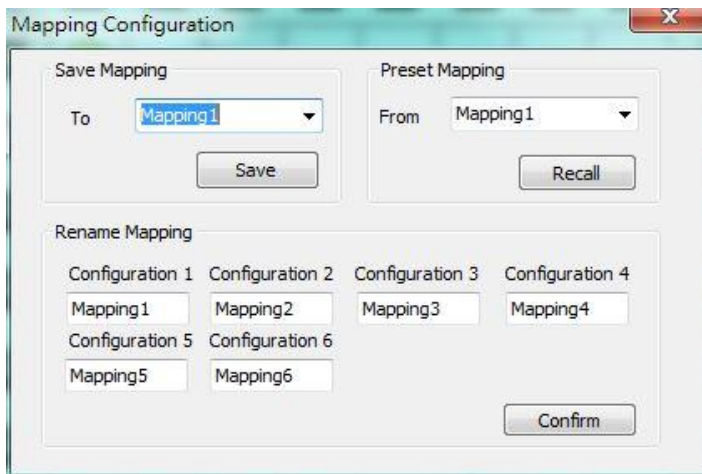 Mapping Configuration
Save Mapping
To
Mapping1
Save
Preset Mapping
From
Mapping1
Recall
Rename Mapping
Configuration 1 Configuration 2 Configuration 3 Configuration 4
Mapping1 Mapping2 Mapping3 Mapping4
Configuration 5 Configuration 6
Mapping5 Mapping6
Confirm